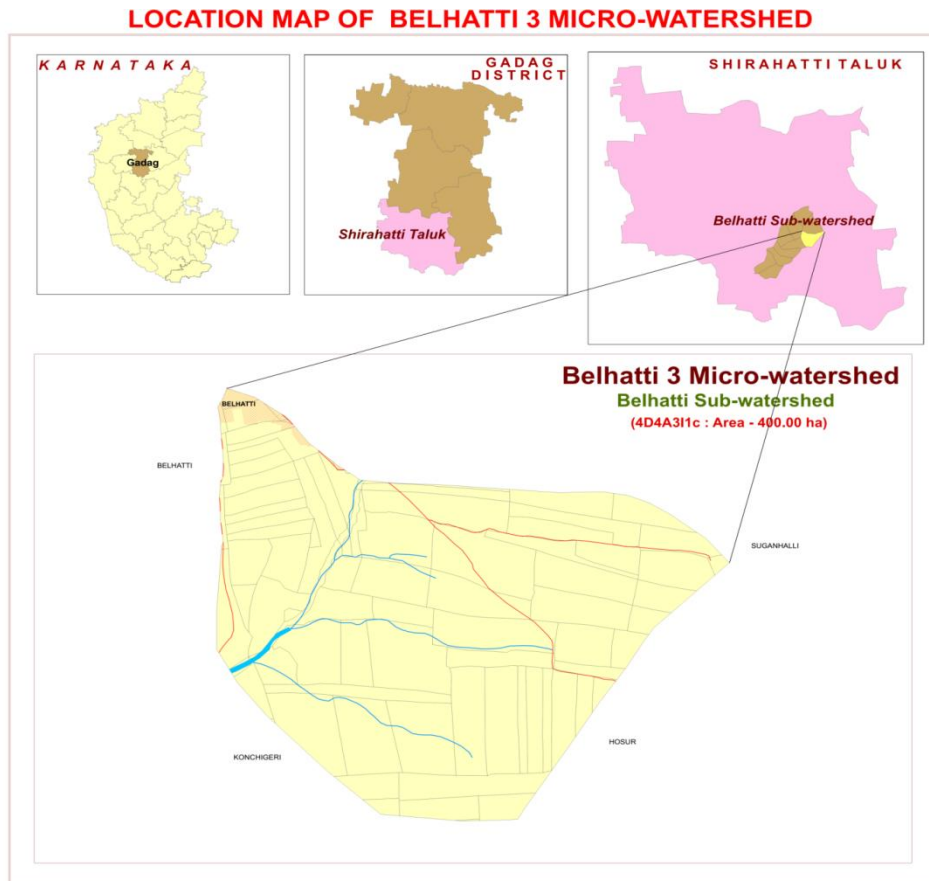 LOCATION MAP OF BELHATTI 3 MICRO-WATERSHED
KARNATAKA
Gadag
GADAG
DISTRICT
Shirahatti Taluk
SHIRAHATTI TALUK
Belhatti Sub-watershed
Belhatti 3 Micro-watershed
Belhatti Sub-watershed
(4D4A3I1c : Area - 400.00 ha)
BELHATTI
BELHATTI
SUGANHALLI
HOSUR
KONCHIGERI